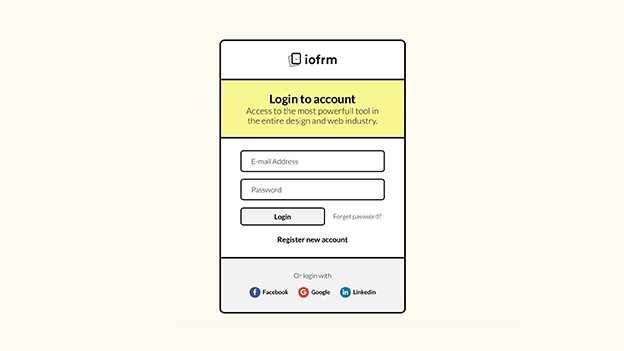 iofrm
Login to account
Access to the most powerfull tool in
the entire design and web industry.
E-mail Address
Password
Login Forget password?
Register new account
Or login with
f Facebook G Google in Linkedin